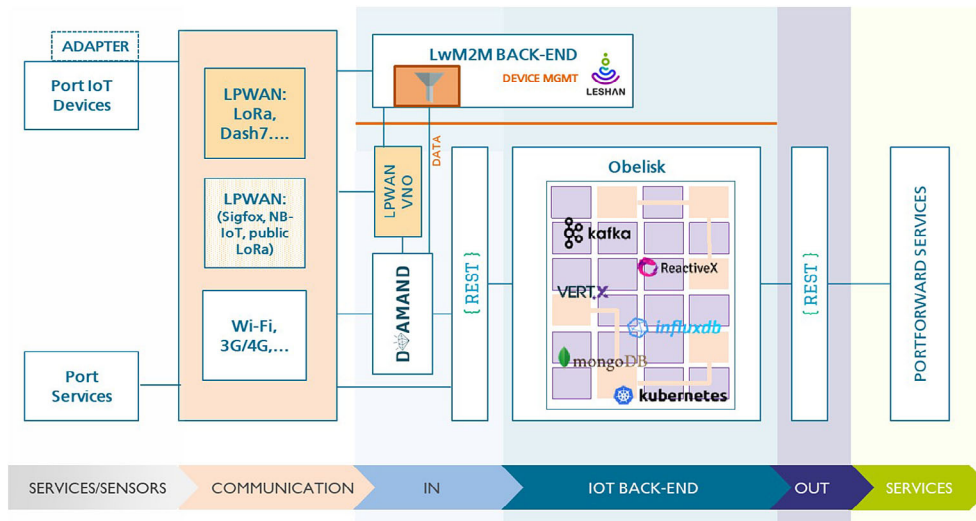 ADAPTER
Port IoT
Devices
LPWAN:
LoRa,
Dash7....
LPWAN:
(Sigfox, NB-
IoT, public
LoRa)
Wi-Fi,
3G/4G,...
Port
Services
LwM2M BACK-END
DEVICE MGMT
LESHAN
DATA
LPWAN
VNO
DYAMAND
{ REST }
Obelisk
kafka
ReactiveX
VERT.X
influxdb
mongoDB
kubernetes
{ REST }
PORTFORWARD SERVICES
SERVICES/SENSORS
COMMUNICATION
IN
IOT BACK-END
OUT
SERVICES